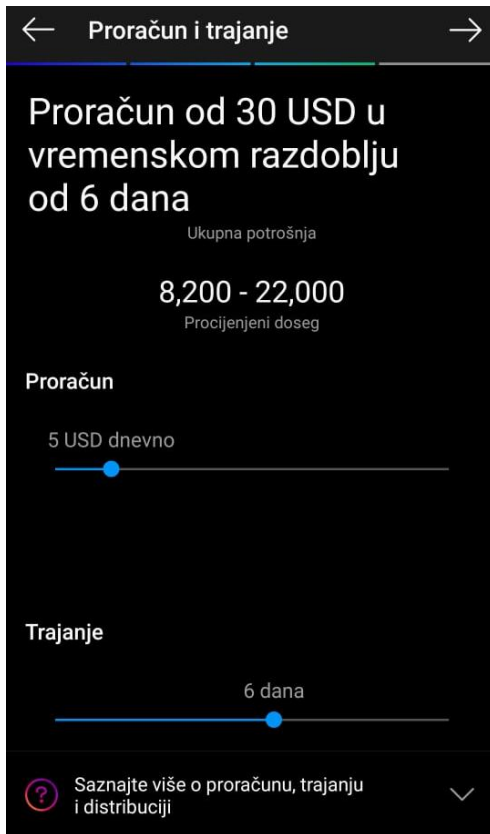 Proračun i trajanje
Proračun od 30 USD u
vremenskom razdoblju
od 6 dana
Ukupna potrošnja
8,200 - 22,000
Procijenjeni doseg
Proračun
5 USD dnevno
Trajanje
6 dana
Saznajte više o proračunu, trajanju
i distribuciji